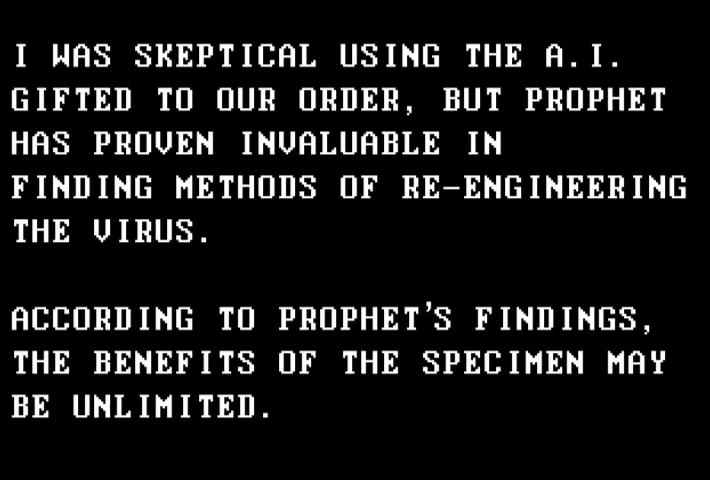 I WAS SKEPTICAL USING THE A.I.
GIFTED TO OUR ORDER, BUT PROPHET
HAS PROVEN INVALUABLE IN
FINDING METHODS OF RE-ENGINEERING
THE VIRUS.
ACCORDING TO PROPHET'S FINDINGS,
THE BENEFITS OF THE SPECIMEN MAY
BE UNLIMITED.